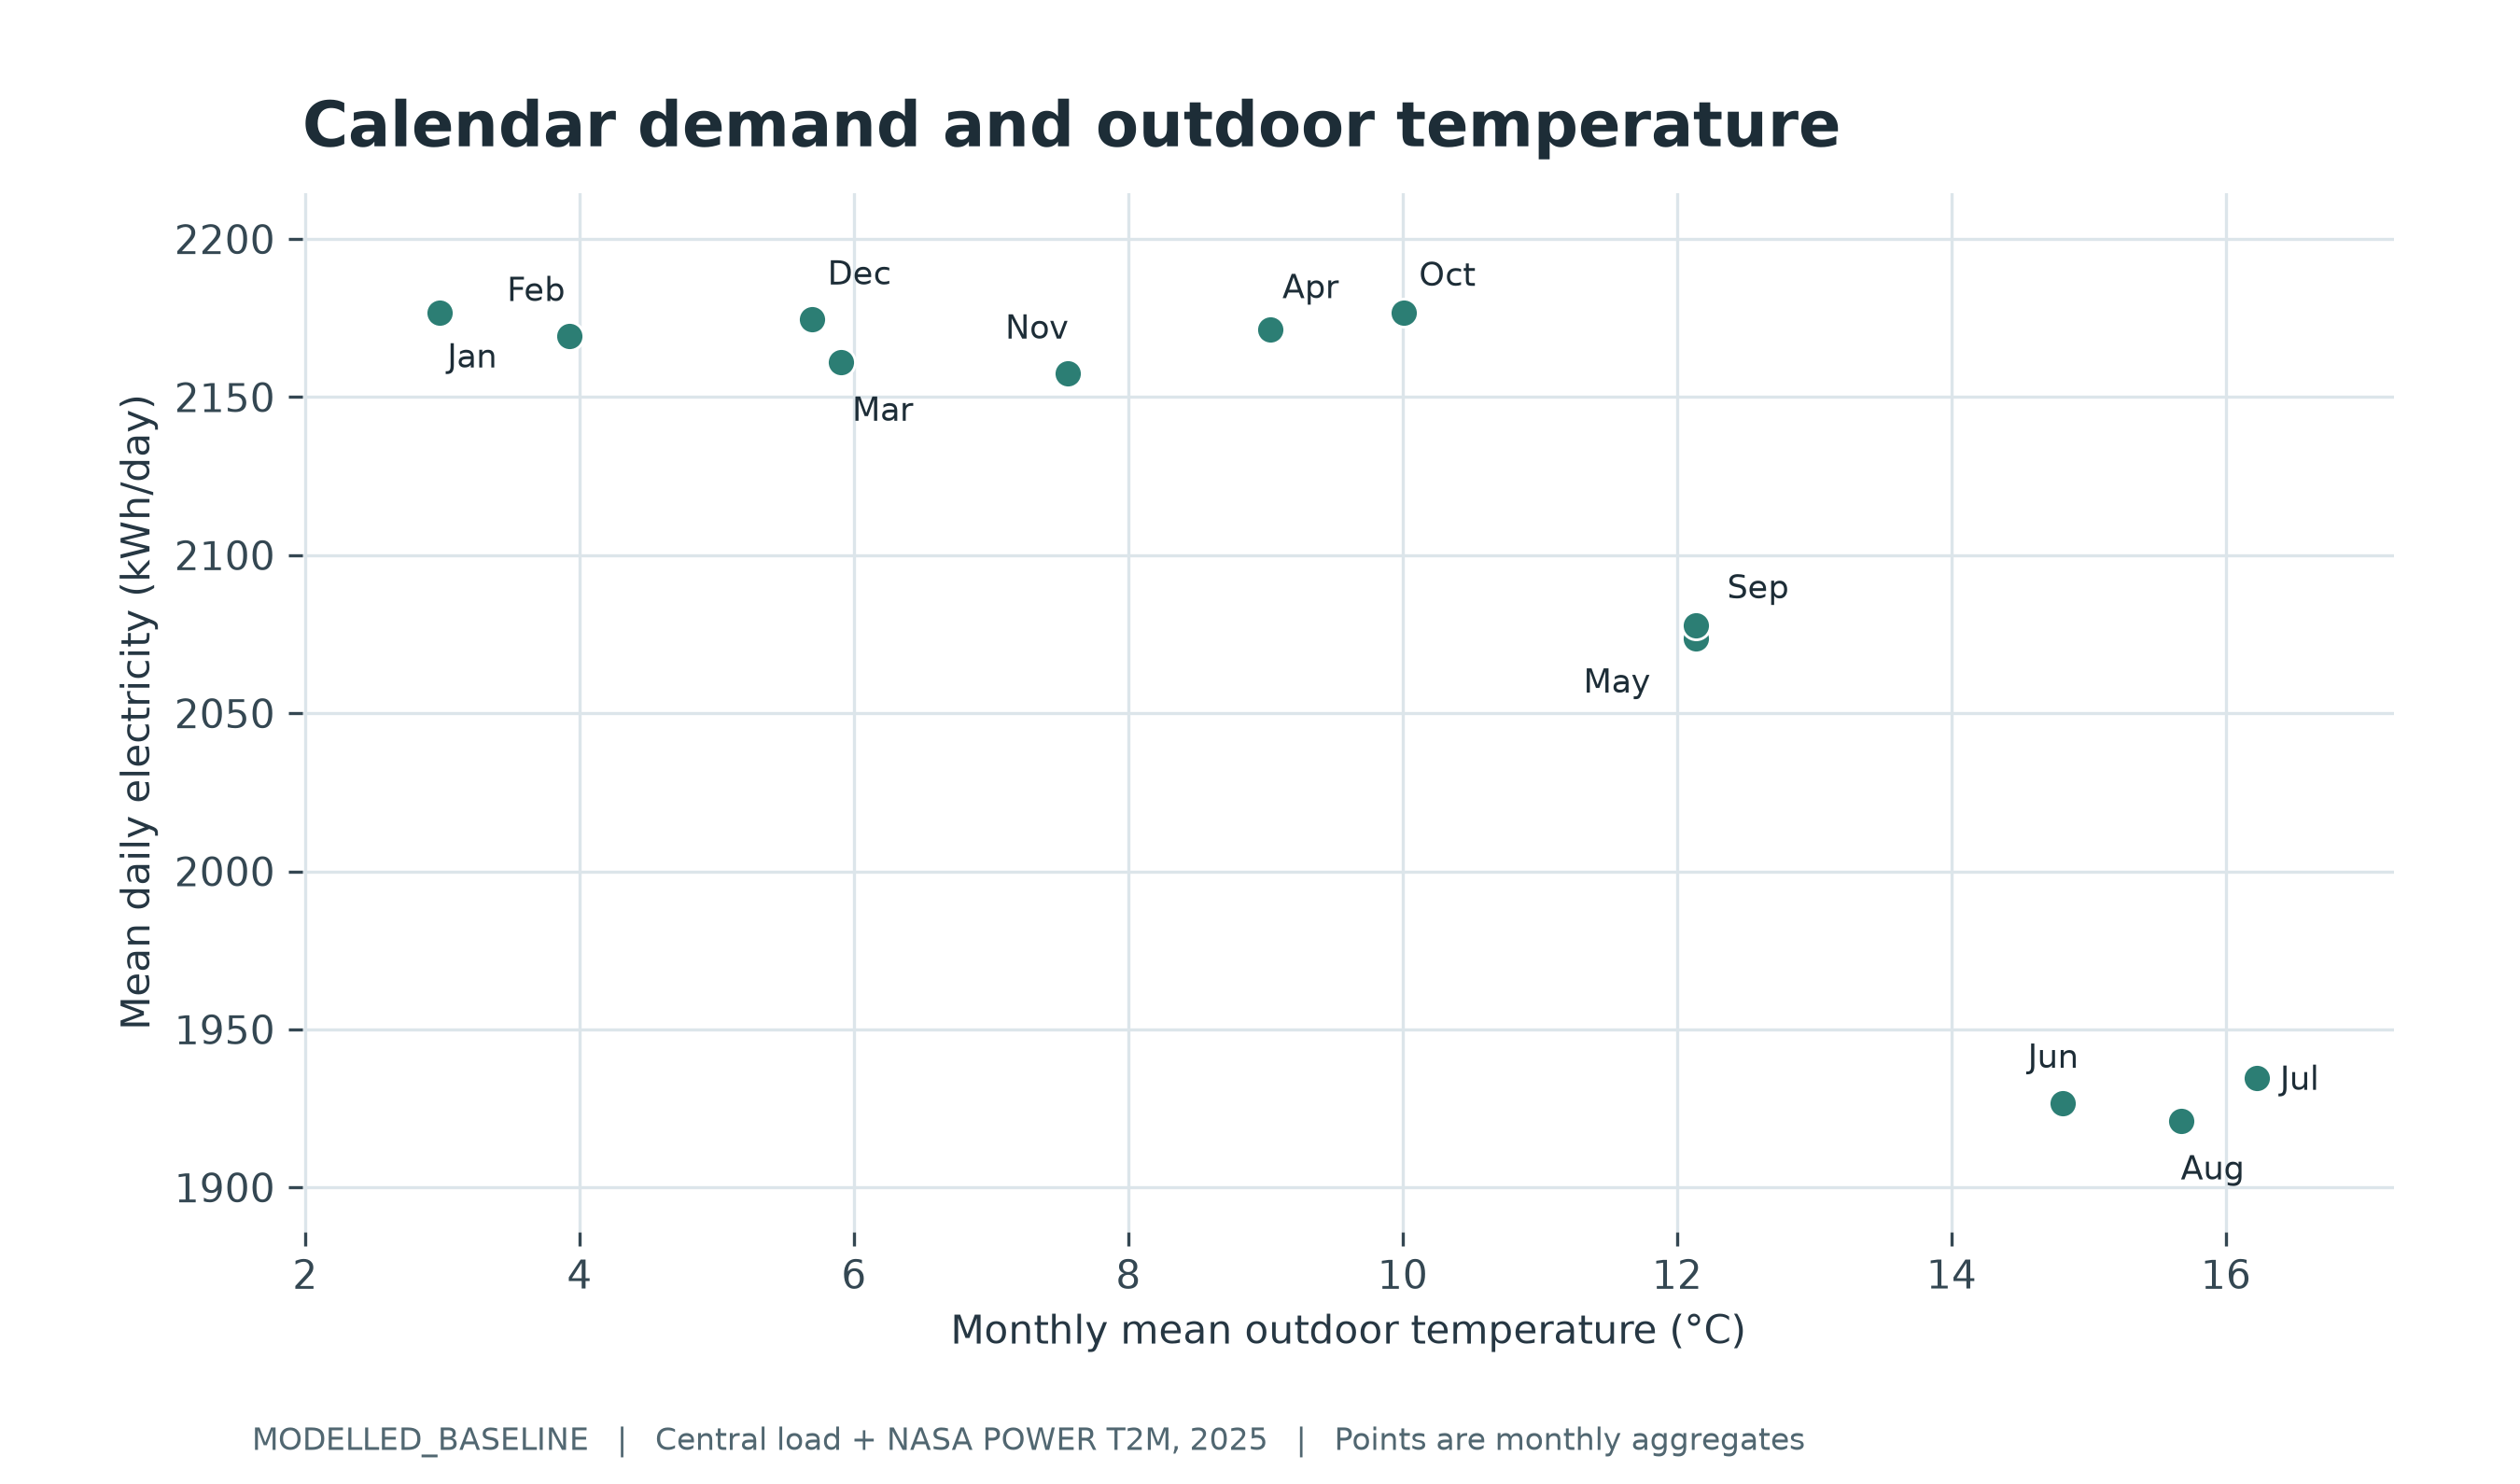 Calendar demand and outdoor temperature
Mean daily electricity (kWh/day)
2200
2150
2100
2050
2000
1950
1900
Dec
Oct
Feb
Apr
Nov
Jan
Mar
Sep
May
Jun
Jul
Aug
2 4 6 8 10 12 14 16
Monthly mean outdoor temperature (°C)
MODELLED_BASELINE | Central load + NASA POWER T2M, 2025 | Points are monthly aggregates